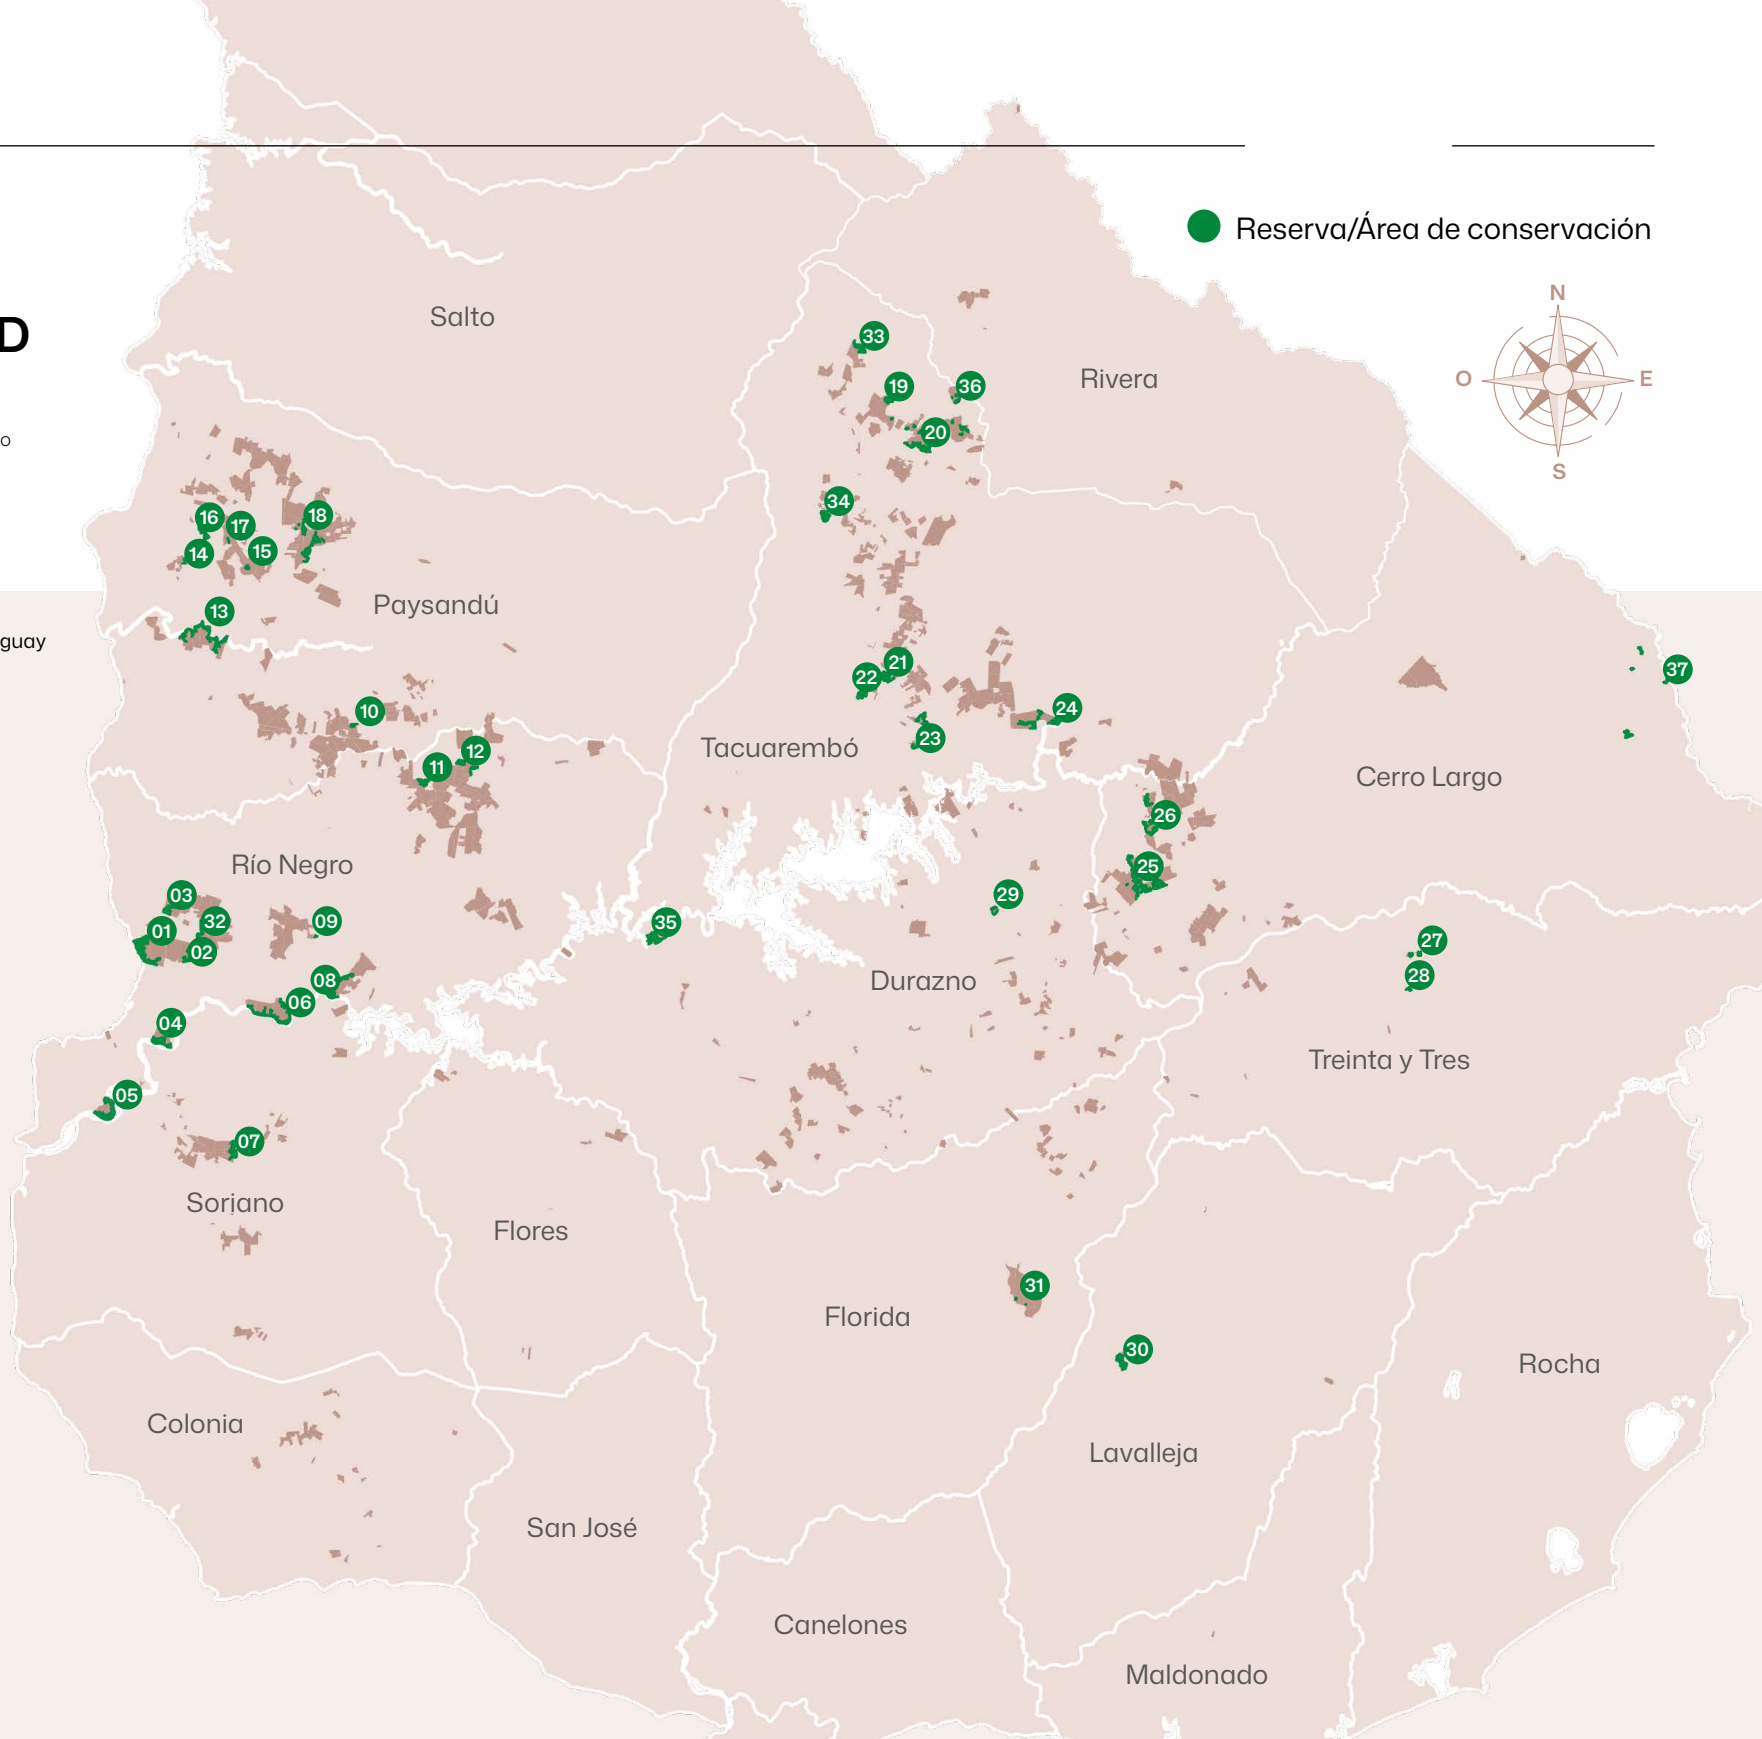 Reserva/Área de conservación
N
Salto
D
33
O
E
Rivera
19
36
20
o
S
34
16
17
18
14
15
Paysandú
13
guay
21
22
37
10
24
23
Tacuarembó
12
11
Cerro Largo
26
Río Negro
25
03
29
32
09
35
01
27
02
28
08
Durazno
06
04
Treinta y Tres
05
07
Soriano
Flores
31
Florida
30
Rocha
Colonia
Lavalleja
San José
Canelones
Maldonado